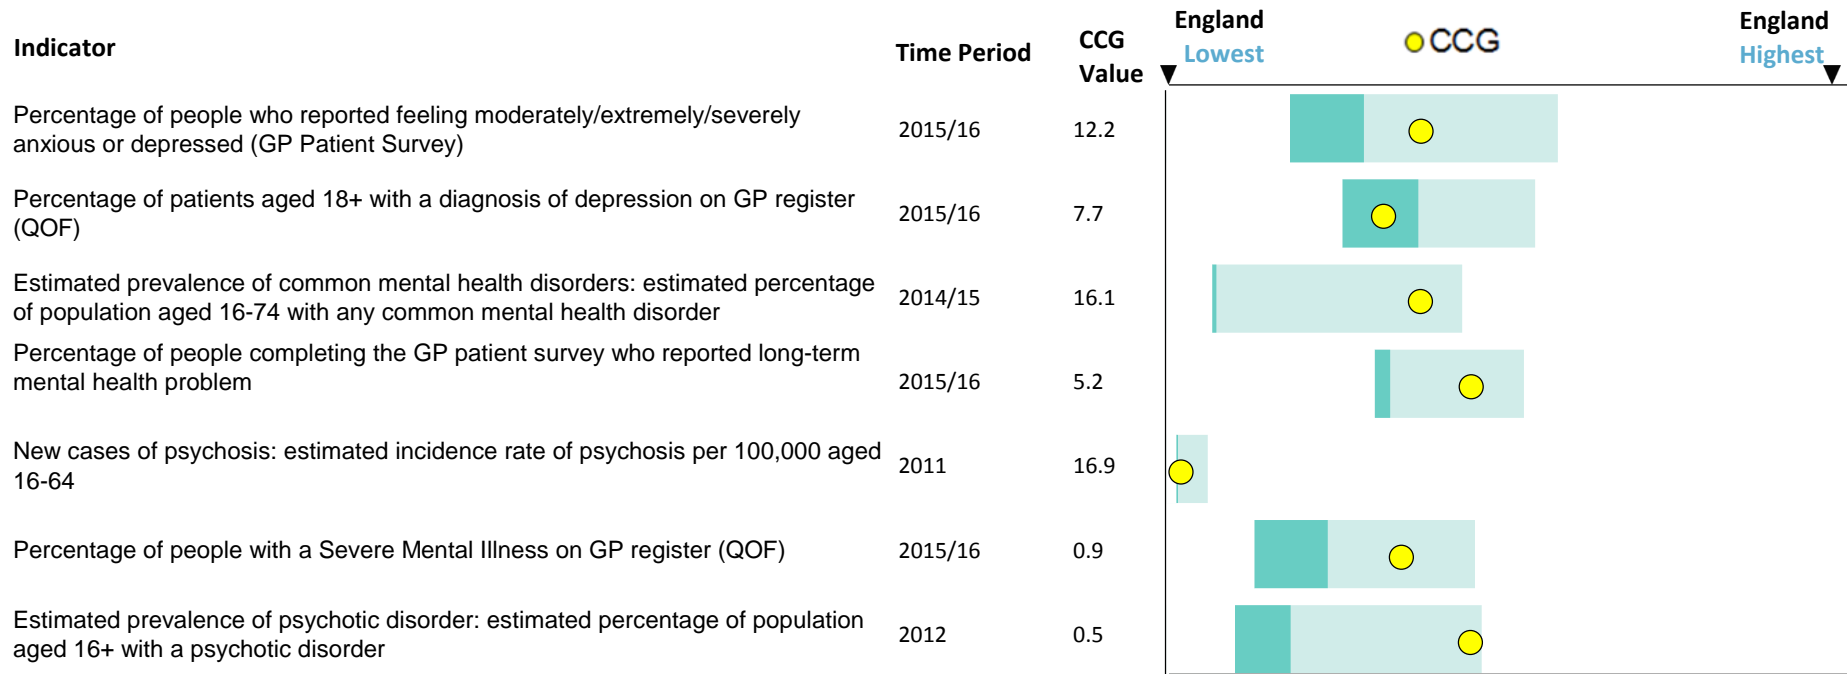 Indicator
Time Period
CCG
Value
England
Lowest
CCG
England
Highest
Percentage of people who reported feeling moderately/extremely/severely
anxious or depressed (GP Patient Survey)
2015/16
12.2
Percentage of patients aged 18+ with a diagnosis of depression on GP register
(QOF)
2015/16
7.7
Estimated prevalence of common mental health disorders: estimated percentage
of population aged 16-74 with any common mental health disorder
2014/15
16.1
Percentage of people completing the GP patient survey who reported long-term
mental health problem
2015/16
5.2
New cases of psychosis: estimated incidence rate of psychosis per 100,000 aged
16-64
2011
16.9
Percentage of people with a Severe Mental Illness on GP register (QOF)
2015/16
0.9
Estimated prevalence of psychotic disorder: estimated percentage of population
aged 16+ with a psychotic disorder
2012
0.5